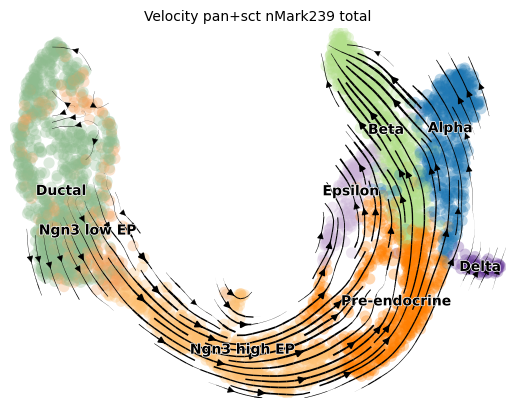 Velocity pan+sct nMark239 total
Beta
Alpha
Ductal
Epsilon
Ngn3 low EP
Delta
Pre-endocrine
Ngn3 high EP